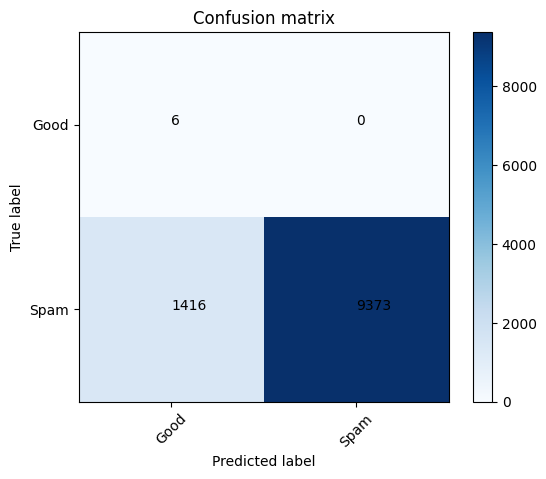 Confusion matrix
True label
Good
6
0
Spam
1416
9373
Good
Spam
Predicted label
8000
6000
4000
2000
0